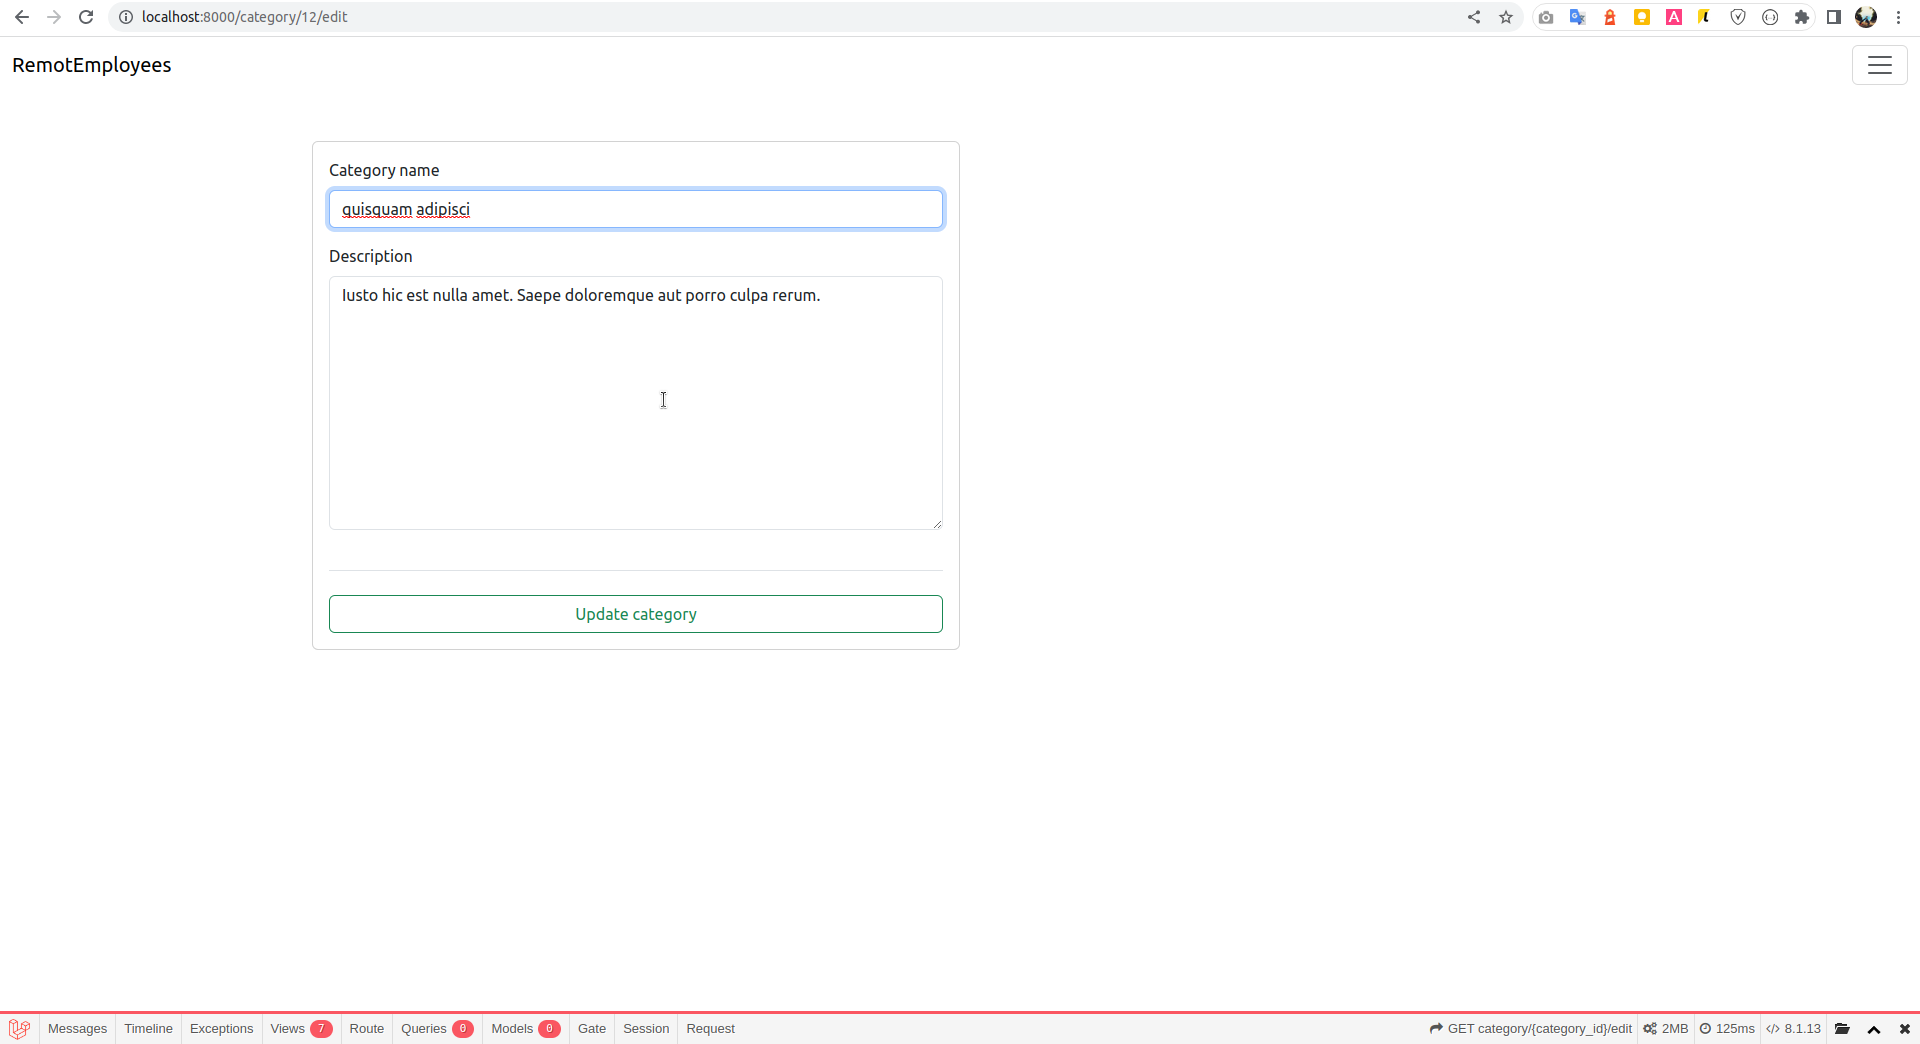 localhost:8000/category/12/edit
RemotEmployees
Category name
quisquam adipisci
Description
Iusto hic est nulla amet. Saepe doloremque aut porro culpa rerum.
Update category
Messages Timeline Exceptions Views 7 Route Queries 0 Models 0 Gate Session Request GET category/{category_id}/edit 2MB 125ms </> 8.1.13